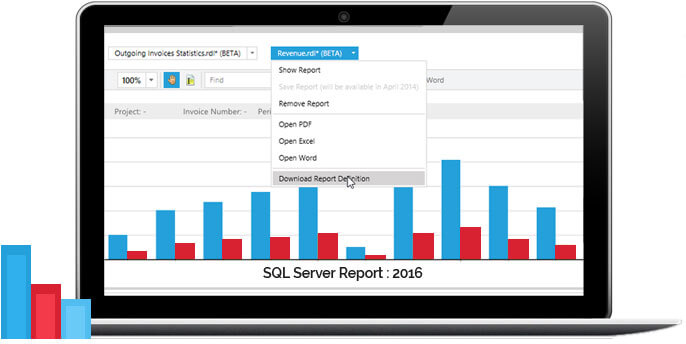 Outgoing Invoices Statistics.rdl* (BETA)
Revenue.rdl* (BETA)
Show Report
100%
Find
Word
Save Report (will be available in April 2014)
Remove Report
Project: -
Invoice Number: -
Peri
Open PDF
Open Excel
Open Word
Download Report Definition
SQL Server Report : 2016